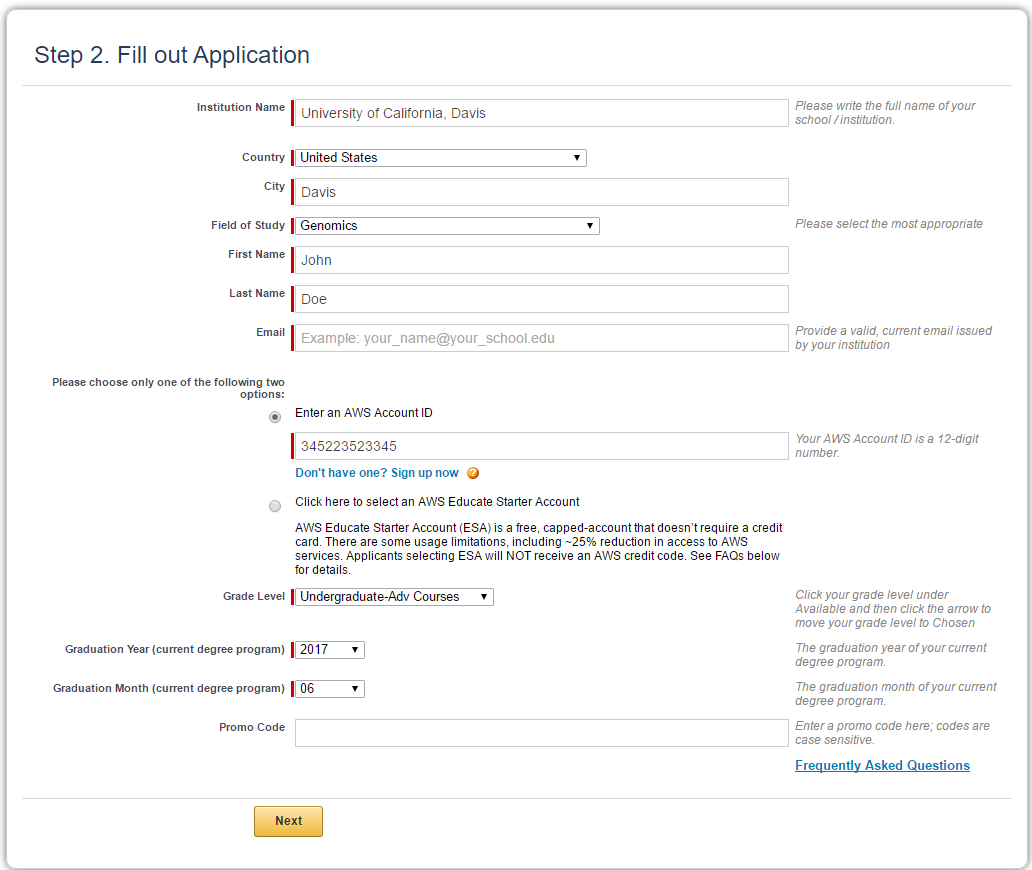 Step 2. Fill out Application
Institution Name
University of California, Davis
Please write the full name of your
school / institution.
Country
United States
City
Davis
Field of Study
Genomics
Please select the most appropriate
First Name
John
Last Name
Doe
Email
Example: your_name@your_school.edu
Provide a valid, current email issued
by your institution
Please choose only one of the following two
options:
Enter an AWS Account ID
345223523345
Your AWS Account ID is a 12-digit
number.
Don't have one? Sign up now ?
Click here to select an AWS Educate Starter Account
AWS Educate Starter Account (ESA) is a free, capped-account that doesn't require a credit
card. There are some usage limitations, including ~25% reduction in access to AWS
services. Applicants selecting ESA will NOT receive an AWS credit code. See FAQs below
for details.
Grade Level
Undergraduate-Adv Courses
Click your grade level under
Available and then click the arrow to
move your grade level to Chosen
Graduation Year (current degree program)
2017
The graduation year of your current
degree program.
Graduation Month (current degree program)
06
The graduation month of your current
degree program.
Promo Code
Enter a promo code here; codes are
case sensitive.
Frequently Asked Questions
Next